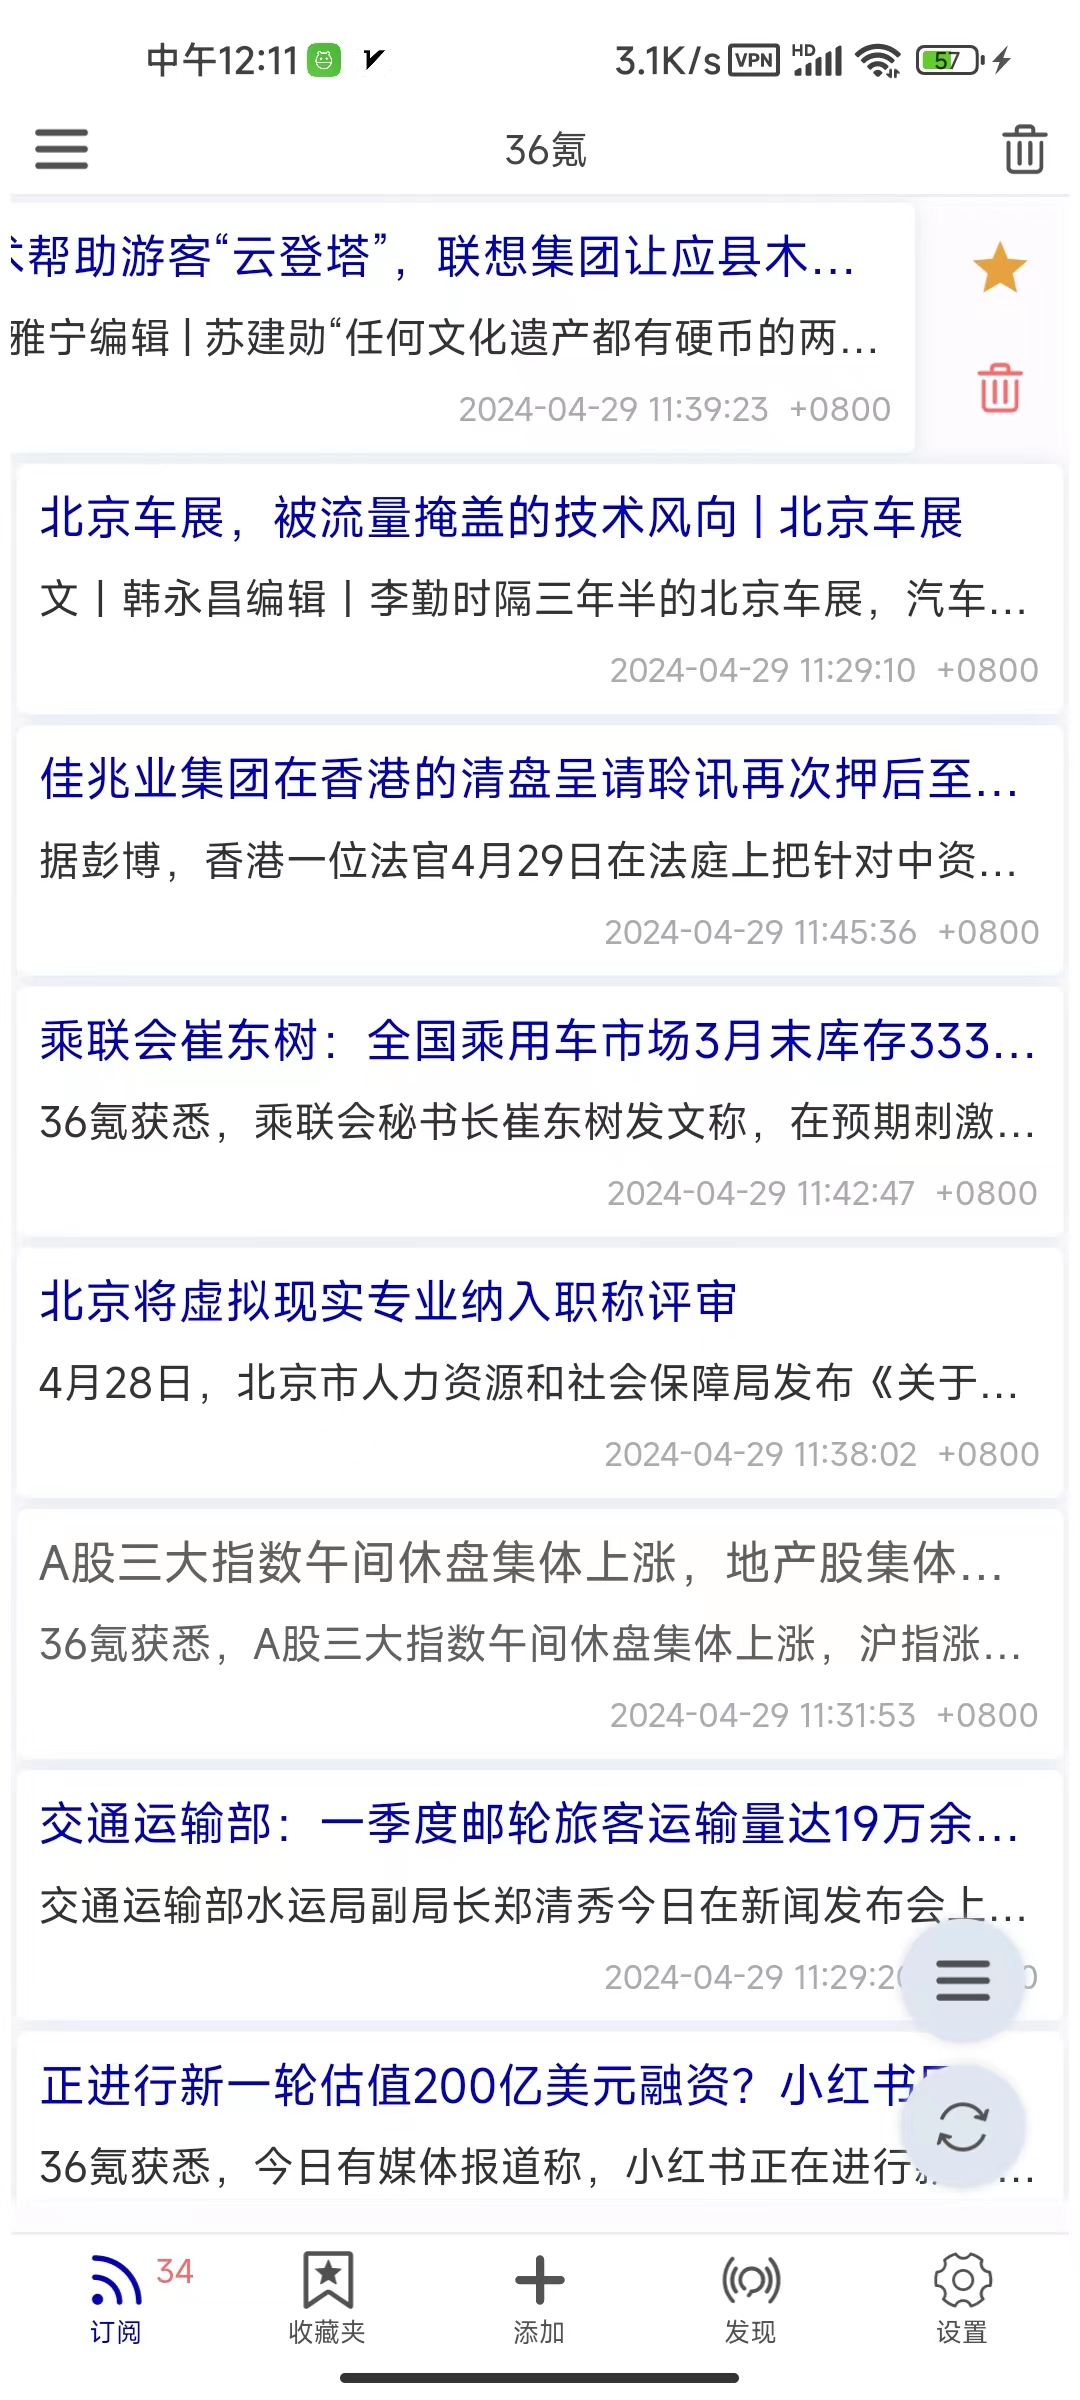 中午12:11
3.1K/s VPN HD 57
36氪
帮助游客“云登塔”，联想集团让应县木...
雅宁编辑 | 苏建勋“任何文化遗产都有硬币的两...
2024-04-29 11:39:23 +0800
北京车展，被流量掩盖的技术风向 | 北京车展
文丨韩永昌编辑丨李勤时隔三年半的北京车展，汽车...
2024-04-29 11:29:10 +0800
佳兆业集团在香港的清盘呈请聆讯再次押后至...
据彭博，香港一位法官4月29日在法庭上把针对中资...
2024-04-29 11:45:36 +0800
乘联会崔东树：全国乘用车市场3月末库存333...
36氪获悉，乘联会秘书长崔东树发文称，在预期刺激...
2024-04-29 11:42:47 +0800
北京将虚拟现实专业纳入职称评审
4月28日，北京市人力资源和社会保障局发布《关于...
2024-04-29 11:38:02 +0800
A股三大指数午间休盘集体上涨，地产股集体...
36氪获悉，A股三大指数午间休盘集体上涨，沪指涨...
2024-04-29 11:31:53 +0800
交通运输部：一季度邮轮旅客运输量达19万余...
交通运输部水运局副局长郑清秀今日在新闻发布会上...
2024-04-29 11:29:2
正进行新一轮估值200亿美元融资？小红书
36氪获悉，今日有媒体报道称，小红书正在进行...
34
订阅
收藏夹
添加
发现
设置